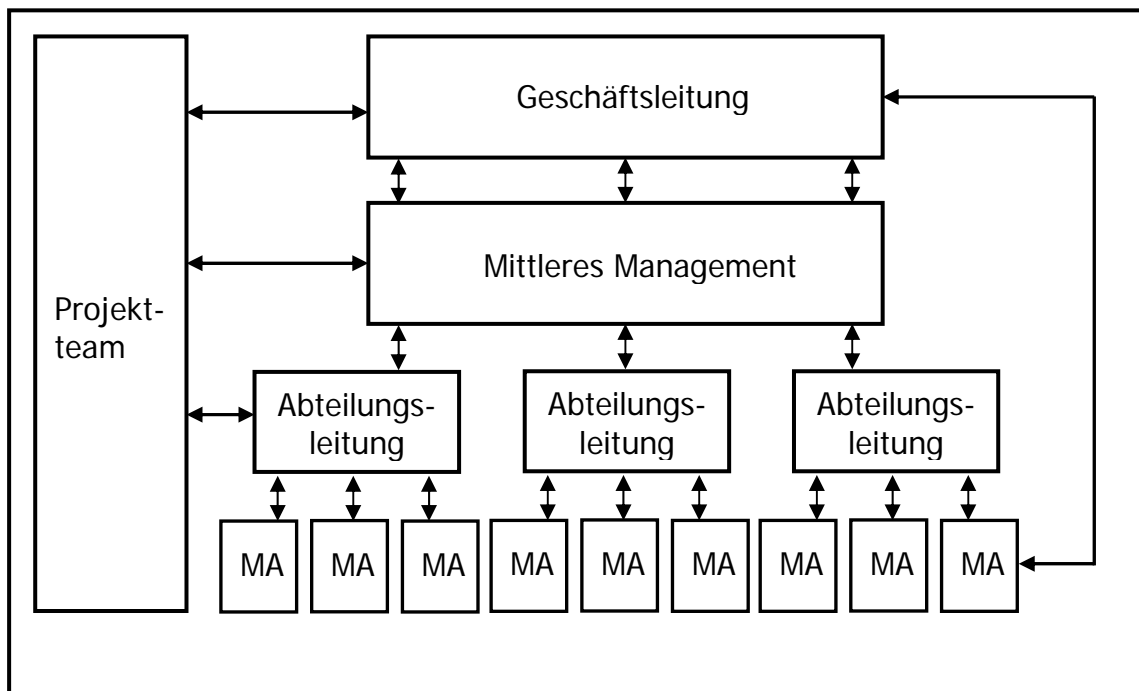 Geschäftsleitung
Mittleres Management
Projekt-
team
Abteilungs-
leitung
Abteilungs-
leitung
Abteilungs-
leitung
MA
MA
MA
MA
MA
MA
MA
MA
MA